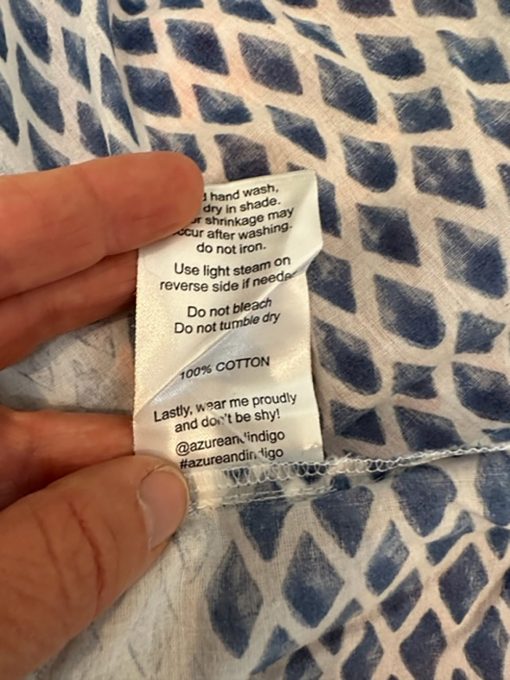 hand wash,
dry in shade.
shrinkage may
occur after washing.
do not iron.
Use light steam on
reverse side if needed
Do not bleach
Do not tumble dry
100% COTTON
Lastly, wear me proudly
and don't be shy!
@azureandindigo
#azureandindigo